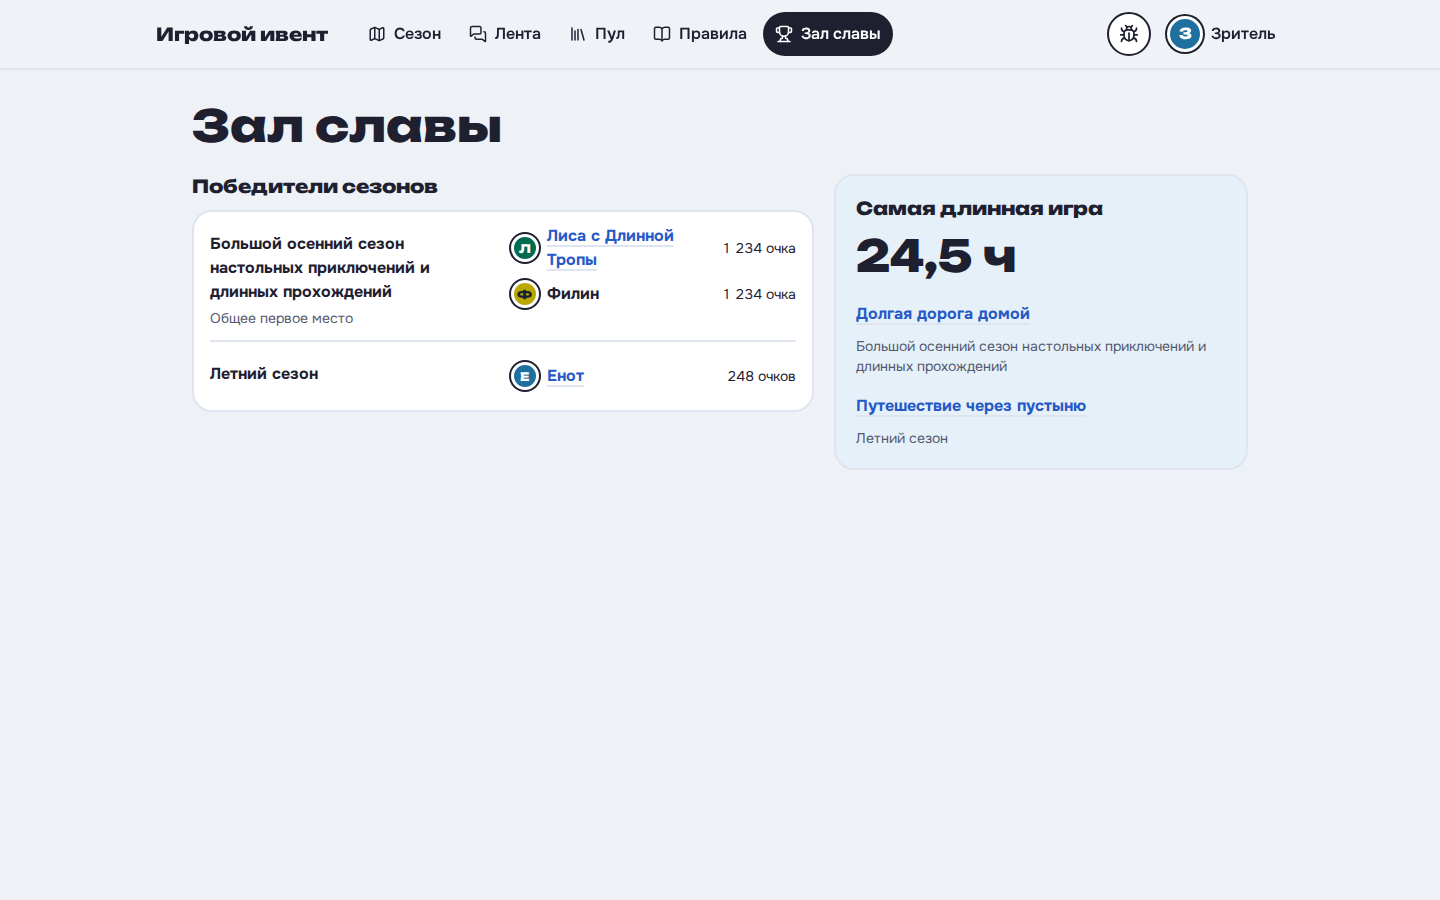 Игровой ивент
Сезон
Лента
Пул
Правила
Зал славы
З
Зритель
Зал славы
Победители сезонов
Большой осенний сезон
настольных приключений и
длинных прохождений
Общее первое место
Л
Лиса с Длинной
Тропы
1 234 очка
Ф
Филин
1 234 очка
Летний сезон
Е
Енот
248 очков
Самая длинная игра
24,5 ч
Долгая дорога домой
Большой осенний сезон настольных приключений и
длинных прохождений
Путешествие через пустыню
Летний сезон